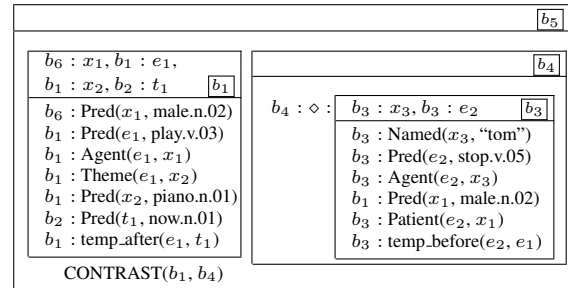 b₅
b₆ : x₁, b₁ : e₁,
b₁ : x₂, b₂ : t₁ b₁
b₆ : Pred(x₁, male.n.02)
b₁ : Pred(e₁, play.v.03)
b₁ : Agent(e₁, x₁)
b₁ : Theme(e₁, x₂)
b₁ : Pred(x₂, piano.n.01)
b₂ : Pred(t₁, now.n.01)
b₁ : temp_after(e₁, t₁)
b₄
b₄ : ⋄ :
b₃ : x₃, b₃ : e₂ b₃
b₃ : Named(x₃, “tom”)
b₃ : Pred(e₂, stop.v.05)
b₃ : Agent(e₂, x₃)
b₁ : Pred(x₁, male.n.02)
b₃ : Patient(e₂, x₁)
b₃ : temp_before(e₂, e₁)
CONTRAST(b₁, b₄)